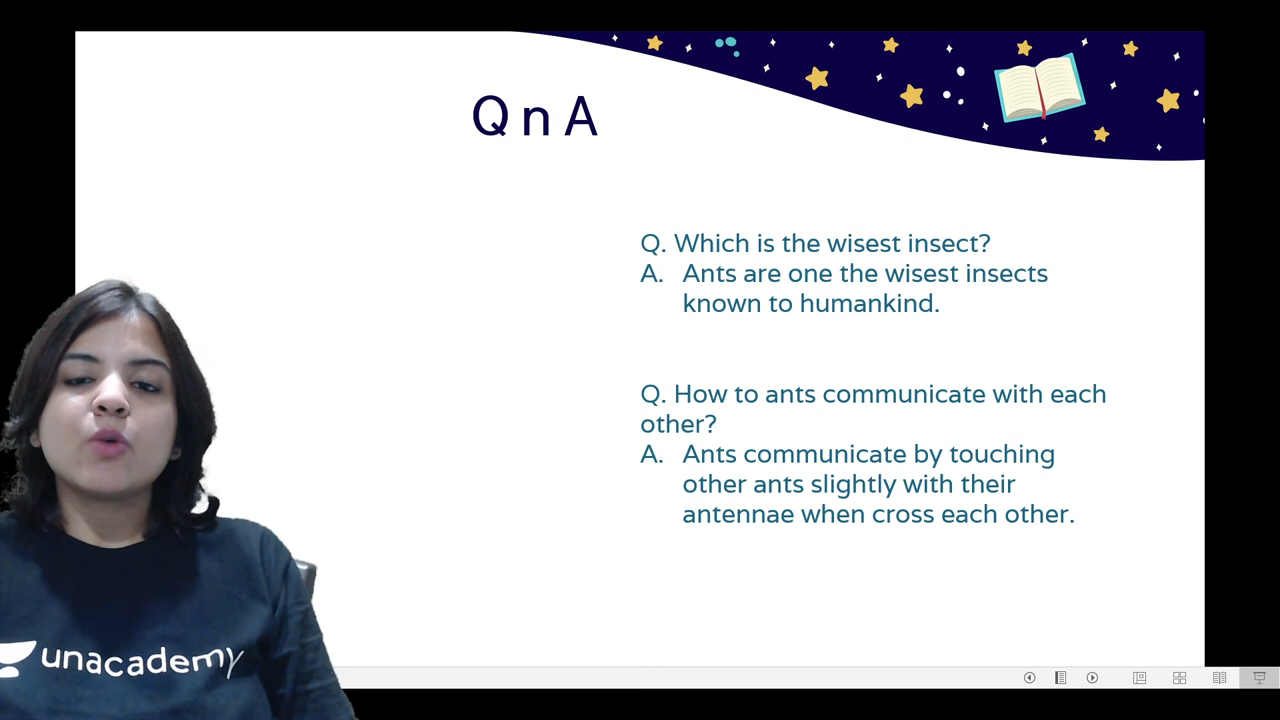 QnA
Q. Which is the wisest insect?
A. Ants are one the wisest insects
known to humankind.
Q. How to ants communicate with each
other?
A. Ants communicate by touching
other ants slightly with their
antennae when cross each other.
unacademy